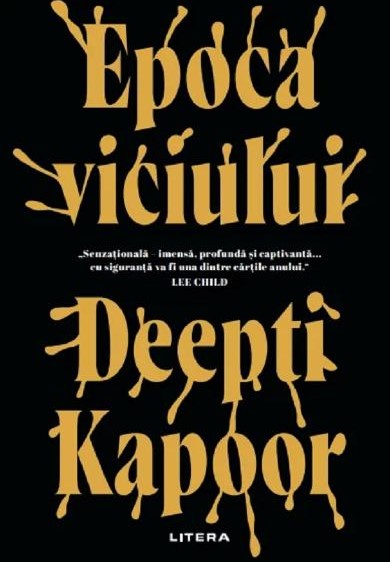 Epoca
viciului
„Senzațională – imensă, profundă și captivantă...
cu siguranță va fi una dintre cărțile anului.“
LEE CHILD
Deepti
Kapoor
LITERA